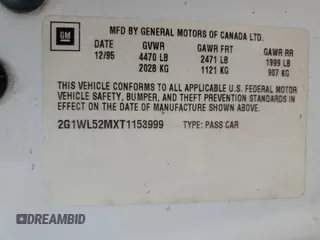 GM
MFD BY GENERAL MOTORS OF CANADA LTD.
DATE GVWR GAWR FRT GAWR RR
12/95 4470 LB 2471 LB 1999 LB
2028 KG 1121 KG 907 KG
THIS VEHICLE CONFORMS TO ALL APPLICABLE U.S. FEDERAL MOTOR
VEHICLE SAFETY, BUMPER, AND THEFT PREVENTION STANDARDS
IN EFFECT ON THE DATE OF MANUFACTURE SHOWN ABOVE.
2G1WL52MXT1153999 TYPE: PASS CAR
DREAMBID